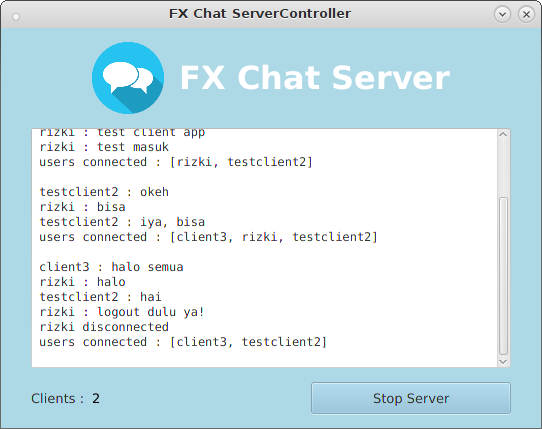 FX Chat ServerController
FX Chat Server
rizki : test client app
rizki : test masuk
users connected : [rizki, testclient2]
testclient2 : okeh
rizki : bisa
testclient2 : iya, bisa
users connected : [client3, rizki, testclient2]
client3 : halo semua
rizki : halo
testclient2 : hai
rizki : logout dulu ya!
rizki disconnected
users connected : [client3, testclient2]
Clients : 2
Stop Server